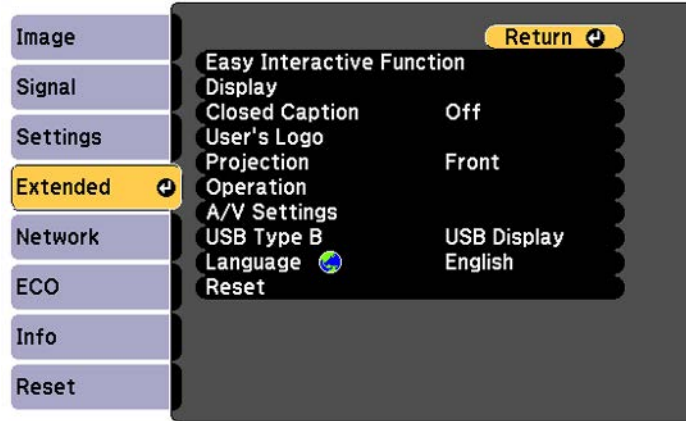 Image
Signal
Settings
Extended
Network
ECO
Info
Reset
Return
Easy Interactive Function
Display
Closed Caption Off
User's Logo
Projection Front
Operation
A/V Settings
USB Type B USB Display
Language English
Reset